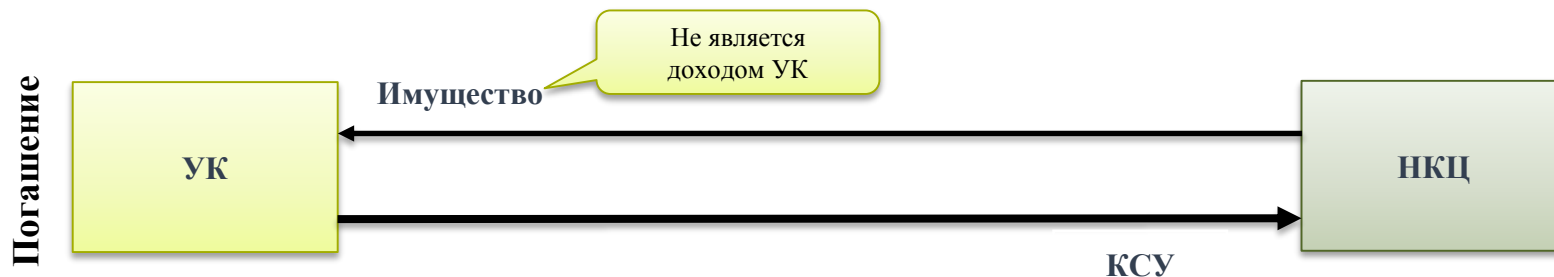 Погашение
Не является
доходом УК
Имущество
УК
НКЦ
КСУ